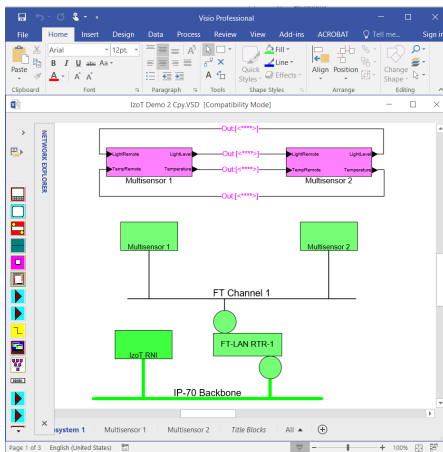 Visio Professional
File Home Insert Design Data Process Review View Add-ins ACROBAT Tell me... Sign in
Arial 12pt.
Paste
B I U abc Aa
A A A
Quick Styles
Fill
Line
Effects
Align Position
Change Shape
Clipboard Font Paragraph Tools Shape Styles Arrange Editing
IzoT Demo 2 Cpy.VSD [Compatibility Mode]
NETWORK EXPLORER
Out:[<****>]
LightRemote LightLevel Out:[<****>] LightRemote LightLevel
TempRemote Temperature Out:[<****>] TempRemote Temperature
Multisensor 1 Multisensor 2
Out:[<****>]
Multisensor 1 Multisensor 2
FT Channel 1
FT-LAN RTR-1
IzoT RNI
IP-70 Backbone
system 1 Multisensor 1 Multisensor 2 Title Blocks All
Page 1 of 3 English (United States) 100%